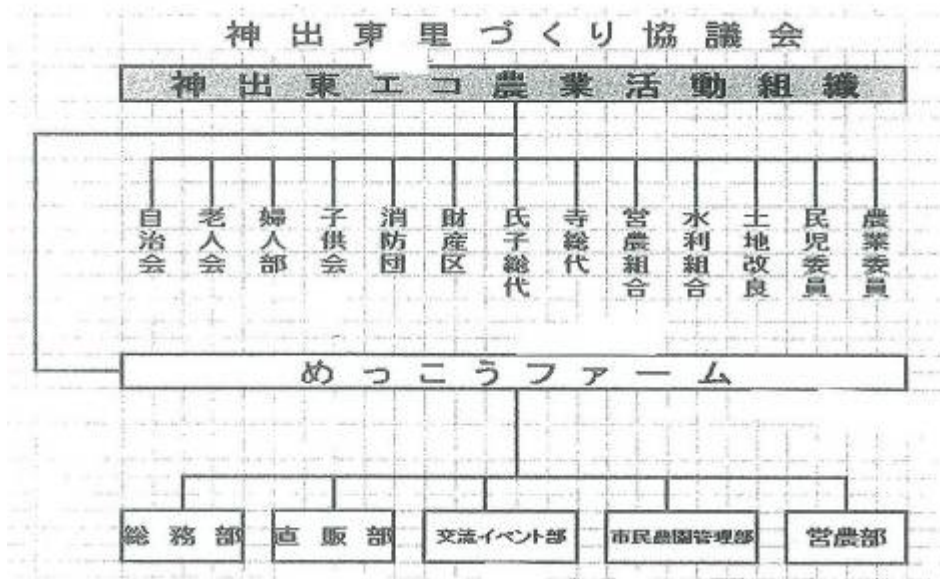 神出東里づくり協議会
神出東エコ農業活動組織
自治会
老人会
婦人部
子供会
消防団
財産区
氏子総代
寺総代
営農組合
水利組合
土地改良
民児委員
農業委員
めっこうファーム
総務部
直販部
交流イベント部
市民農園管理部
営農部